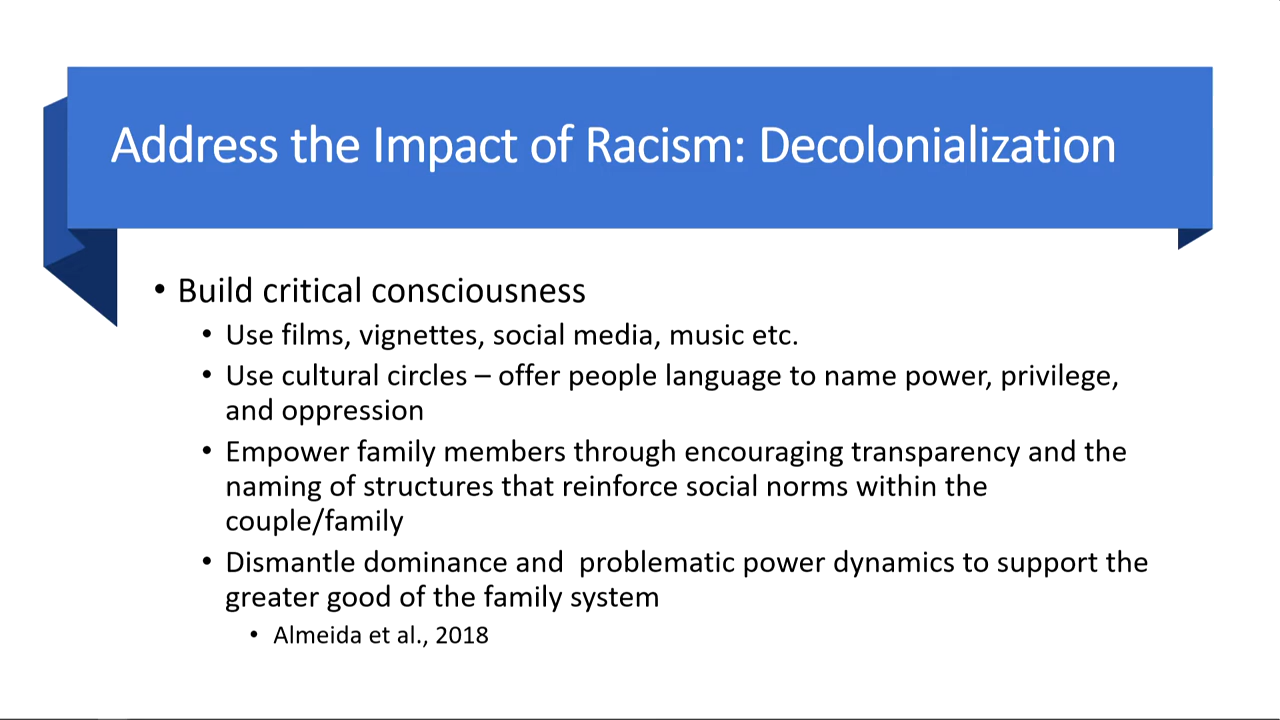 Address the Impact of Racism: Decolonialization
• Build critical consciousness
• Use films, vignettes, social media, music etc.
• Use cultural circles – offer people language to name power, privilege,
and oppression
• Empower family members through encouraging transparency and the
naming of structures that reinforce social norms within the
couple/family
• Dismantle dominance and  problematic power dynamics to support the
greater good of the family system
• Almeida et al., 2018